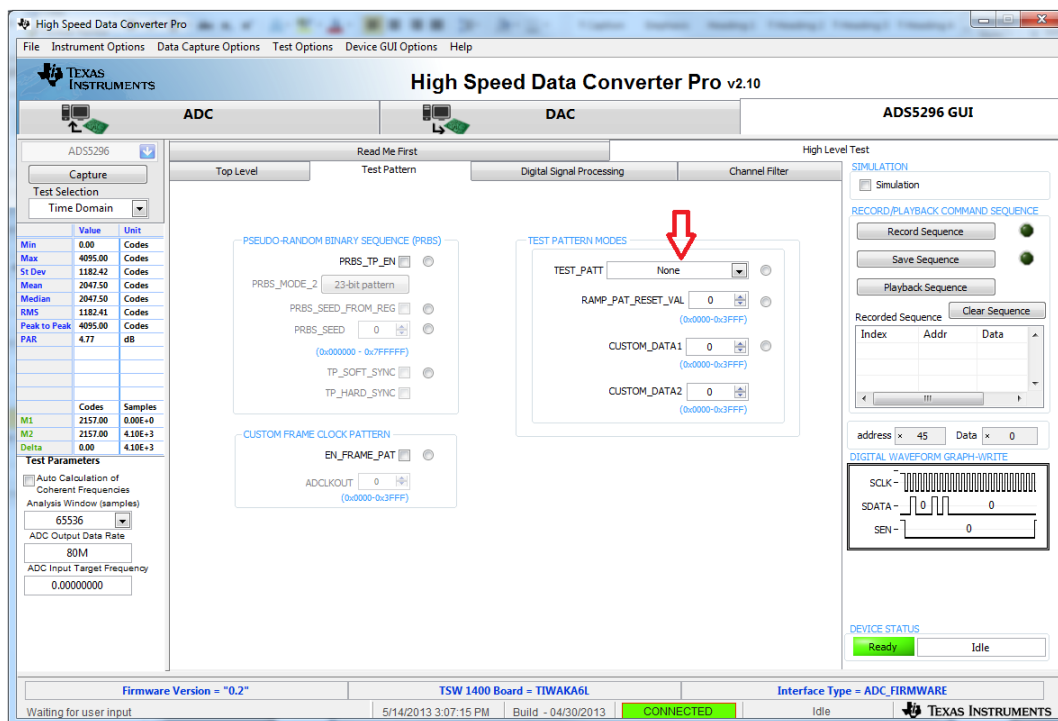 High Speed Data Converter Pro
File Instrument Options Data Capture Options Test Options Device GUI Options Help
TEXAS INSTRUMENTS
High Speed Data Converter Pro v2.10
ADC DAC ADS5296 GUI
ADS5296
Capture
Test Selection
Time Domain
Value Unit
Min 0.00 Codes
Max 4095.00 Codes
St Dev 1182.42 Codes
Mean 2047.50 Codes
Median 2047.50 Codes
RMS 1182.41 Codes
Peak to Peak 4095.00 Codes
PAR 4.77 dB
Codes Samples
M1 2157.00 0.00E+0
M2 2157.00 4.10E+3
Delta 0.00 4.10E+3
Test Parameters
Auto Calculation of
Coherent Frequencies
Analysis Window (samples)
65536
ADC Output Data Rate
80M
ADC Input Target Frequency
0.00000000
Read Me First High Level Test
Top Level Test Pattern Digital Signal Processing Channel Filter
PSEUDO-RANDOM BINARY SEQUENCE (PRBS)
PRBS_TP_EN
PRBS_MODE_2 23-bit pattern
PRBS_SEED_FROM_REG
PRBS_SEED 0
(0x000000 - 0x7FFFFF)
TP_SOFT_SYNC
TP_HARD_SYNC
CUSTOM FRAME CLOCK PATTERN
EN_FRAME_PAT
ADCLKOUT 0
(0x0000-0x3FFF)
TEST PATTERN MODES
TEST_PATT None
RAMP_PAT_RESET_VAL 0
(0x0000-0x3FFF)
CUSTOM_DATA1 0
(0x0000-0x3FFF)
CUSTOM_DATA2 0
(0x0000-0x3FFF)
SIMULATION
Simulation
RECORD/PLAYBACK COMMAND SEQUENCE
Record Sequence
Save Sequence
Playback Sequence
Recorded Sequence Clear Sequence
Index Addr Data
address x 45 Data x 0
DIGITAL WAVEFORM GRAPH-WRITE
SCLK
SDATA 0 0
SEN 0
DEVICE STATUS
Ready Idle
Firmware Version = "0.2" TSW 1400 Board = TIWAKA6L Interface Type = ADC_FIRMWARE
Waiting for user input 5/14/2013 3:07:15 PM Build - 04/30/2013 CONNECTED Idle TEXAS INSTRUMENTS